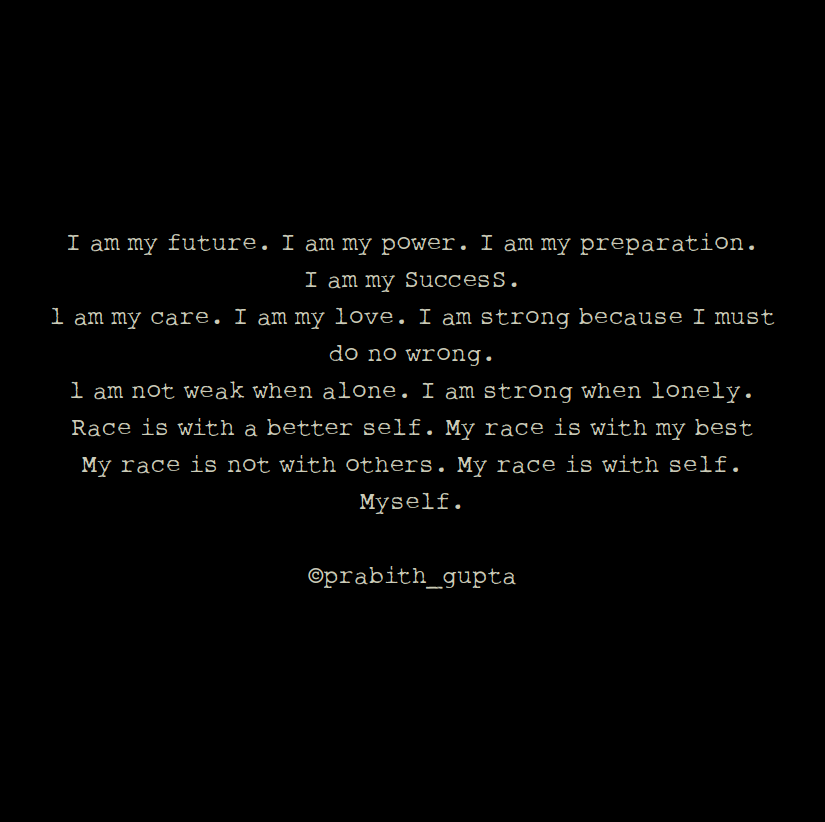 I am my future. I am my power. I am my preparation.
I am my SuccesS.
l am my care. I am my love. I am strong because I must
do no wrong.
l am not weak when alone. I am strong when lonely.
Race is with a better self. My race is with my best
My race is not with others. My race is with self.
Myself.
©prabith_gupta